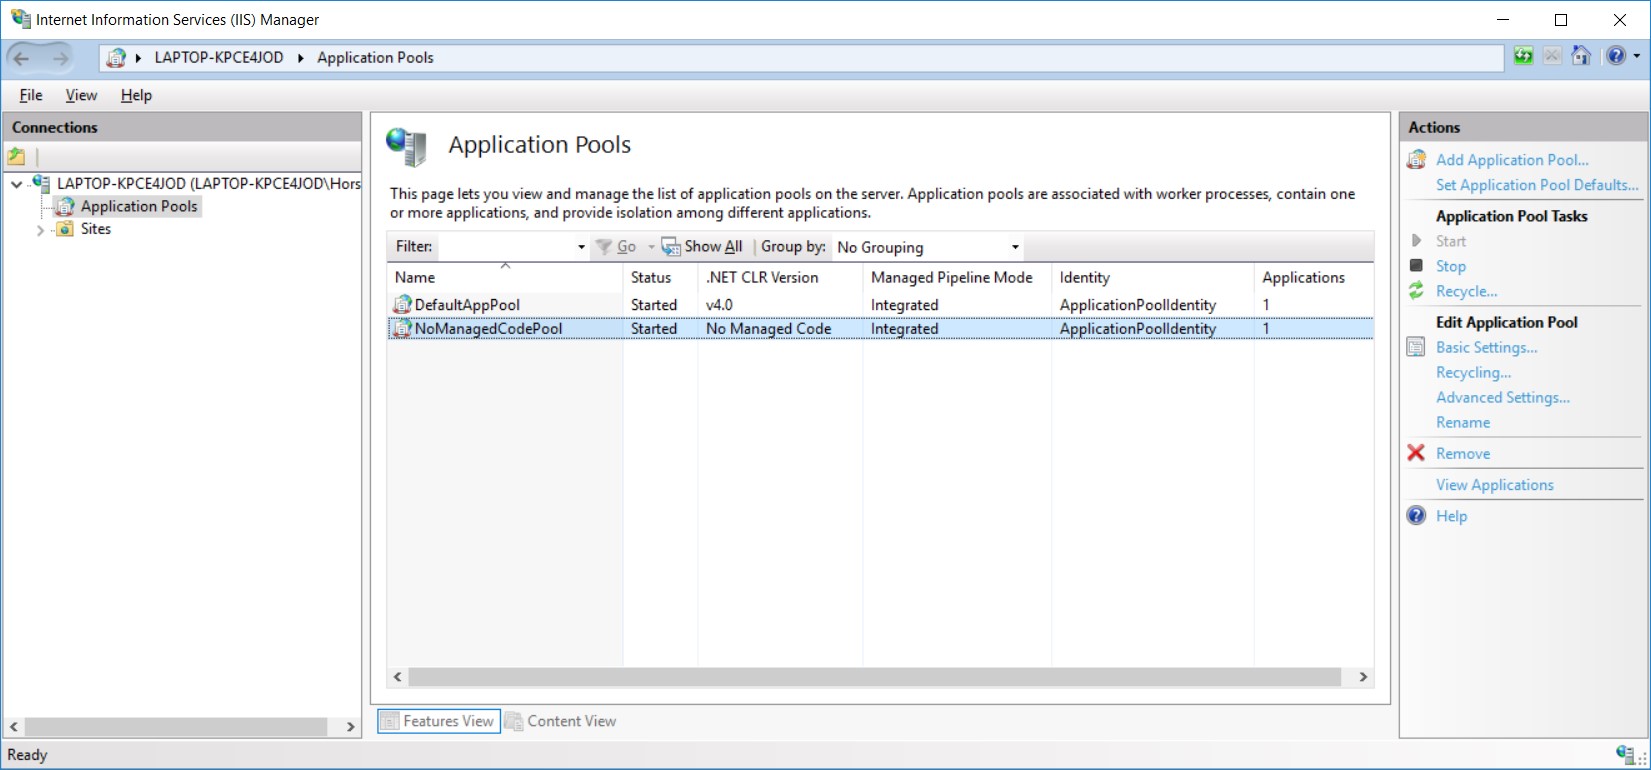 Internet Information Services (IIS) Manager
LAPTOP-KPCE4JOD Application Pools
File View Help
Connections
LAPTOP-KPCE4JOD (LAPTOP-KPCE4JOD\Hors
Application Pools
Sites
Application Pools
This page lets you view and manage the list of application pools on the server. Application pools are associated with worker processes, contain one
or more applications, and provide isolation among different applications.
Filter: Go Show All Group by: No Grouping
Name Status .NET CLR Version Managed Pipeline Mode Identity Applications
DefaultAppPool Started v4.0 Integrated ApplicationPoolIdentity 1
NoManagedCodePool Started No Managed Code Integrated ApplicationPoolIdentity 1
Features View Content View
Actions
Add Application Pool...
Set Application Pool Defaults...
Application Pool Tasks
Start
Stop
Recycle...
Edit Application Pool
Basic Settings...
Recycling...
Advanced Settings...
Rename
Remove
View Applications
Help
Ready